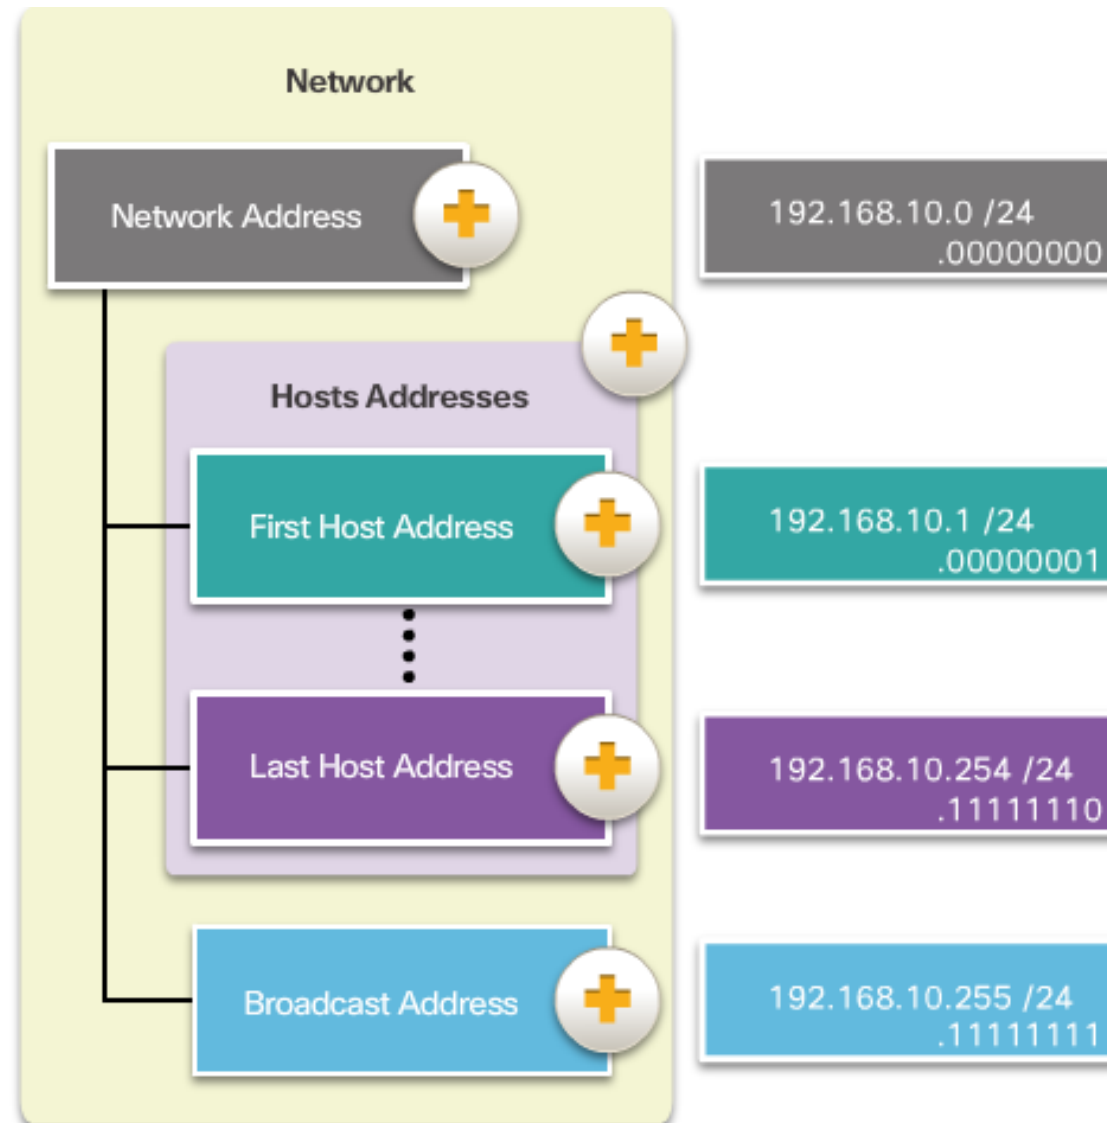 Network
Network Address
192.168.10.0 /24
.00000000
Hosts Addresses
First Host Address
192.168.10.1 /24
.00000001
Last Host Address
192.168.10.254 /24
.11111110
Broadcast Address
192.168.10.255 /24
.11111111